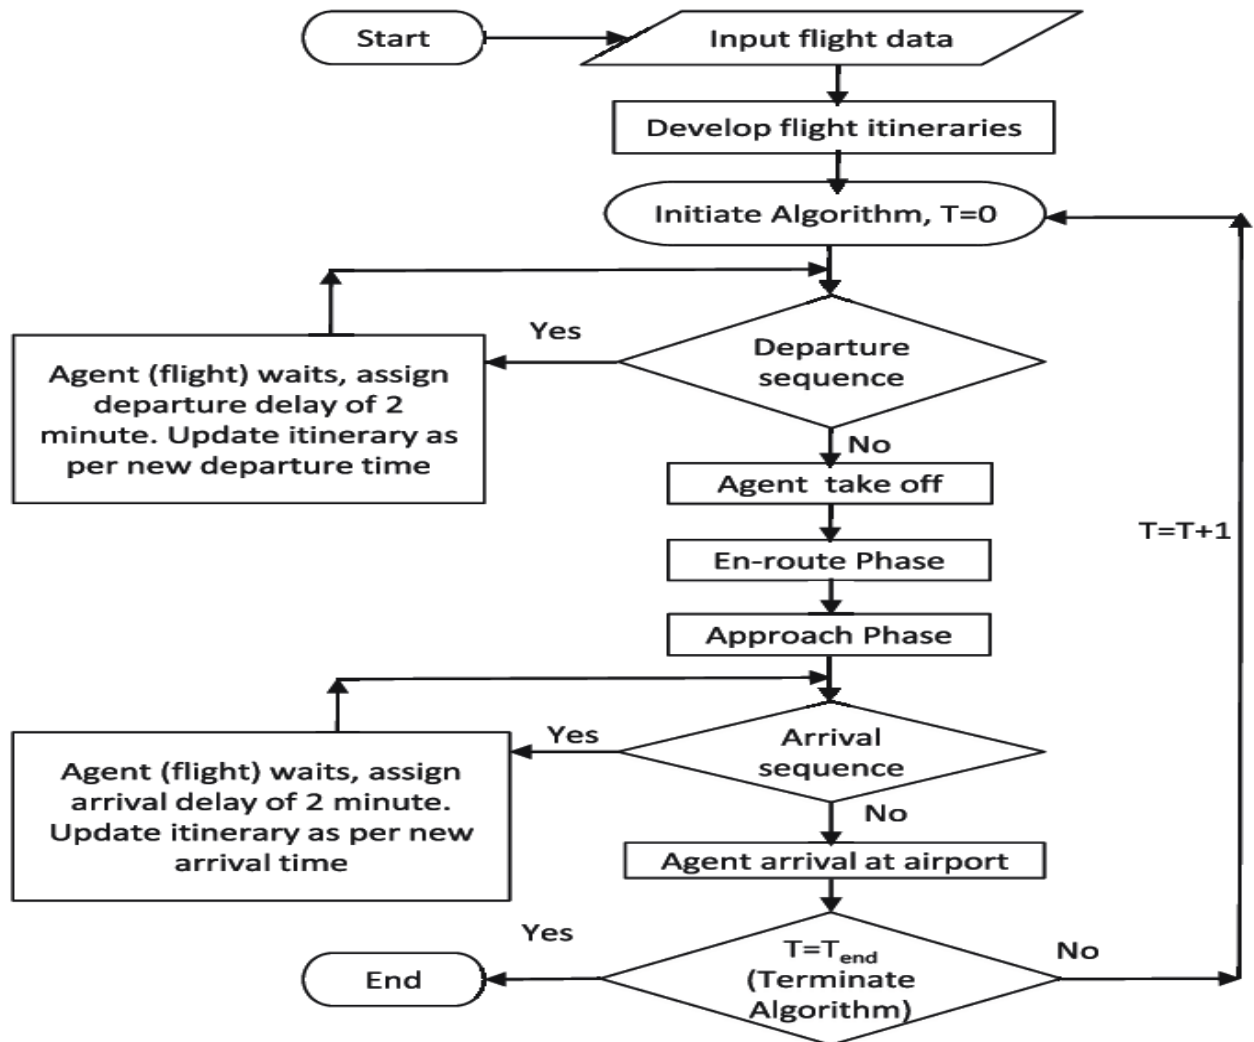 Start
Input flight data
Develop flight itineraries
Initiate Algorithm, T=0
Yes
Departure
sequence
Agent (flight) waits, assign
departure delay of 2
minute. Update itinerary as
per new departure time
No
Agent take off
T=T+1
En-route Phase
Approach Phase
Yes
Arrival
sequence
Agent (flight) waits, assign
arrival delay of 2 minute.
Update itinerary as per new
arrival time
No
Agent arrival at airport
Yes
T=Tend
(Terminate
Algorithm)
No
End